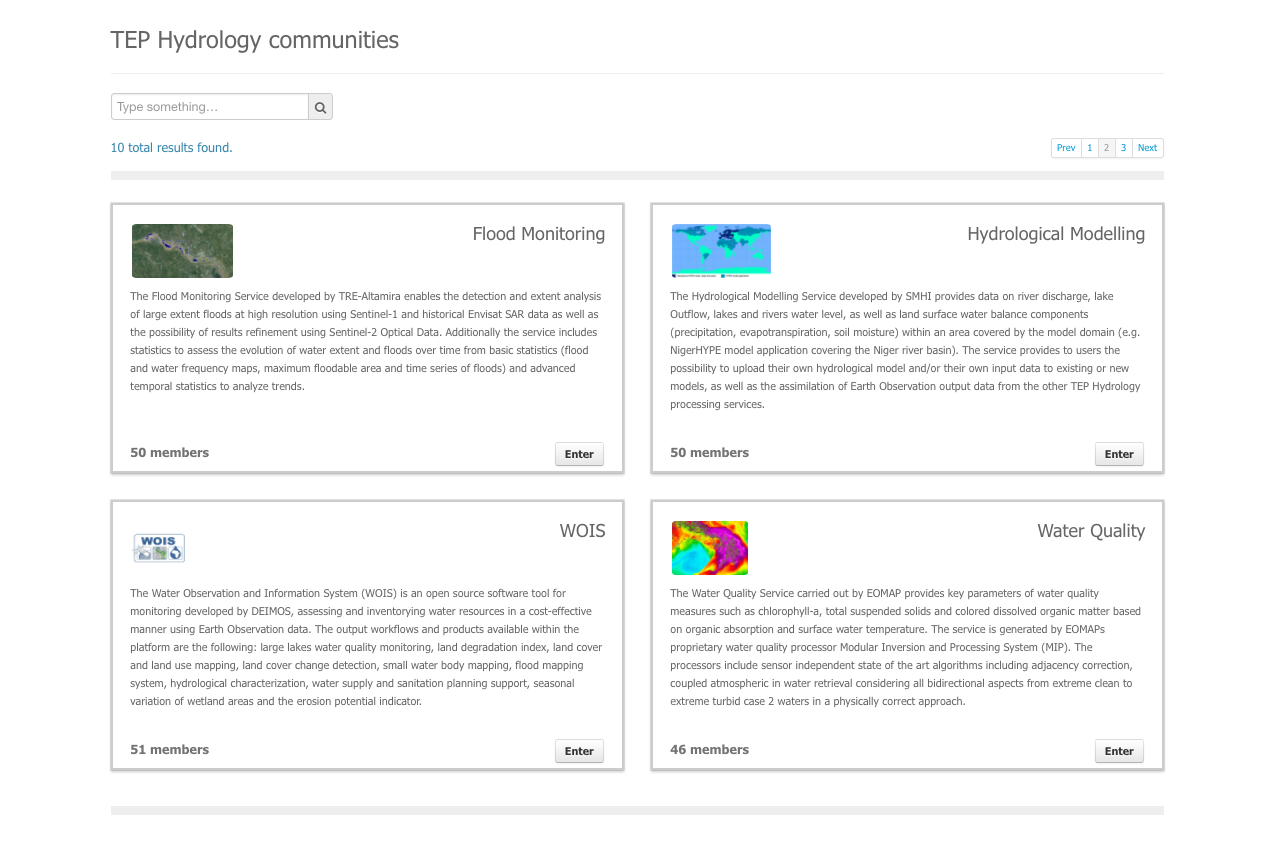 TEP Hydrology communities
Type something...
10 total results found.
Prev 1 2 3 Next
Flood Monitoring
The Flood Monitoring Service developed by TRE-Altamira enables the detection and extent analysis
of large extent floods at high resolution using Sentinel-1 and historical Envisat SAR data as well as
the possibility of results refinement using Sentinel-2 Optical Data. Additionally the service includes
statistics to assess the evolution of water extent and floods over time from basic statistics (flood
and water frequency maps, maximum floodable area and time series of floods) and advanced
temporal statistics to analyze trends.
50 members
Enter
Hydrological Modelling
The Hydrological Modelling Service developed by SMHI provides data on river discharge, lake
Outflow, lakes and rivers water level, as well as land surface water balance components
(precipitation, evapotranspiration, soil moisture) within an area covered by the model domain (e.g.
NigerHYPE model application covering the Niger river basin). The service provides to users the
possibility to upload their own hydrological model and/or their own input data to existing or new
models, as well as the assimilation of Earth Observation output data from the other TEP Hydrology
processing services.
50 members
Enter
WOIS
WOIS
The Water Observation and Information System (WOIS) is an open source software tool for
monitoring developed by DEIMOS, assessing and inventorying water resources in a cost-effective
manner using Earth Observation data. The output workflows and products available within the
platform are the following: large lakes water quality monitoring, land degradation index, land cover
and land use mapping, land cover change detection, small water body mapping, flood mapping
system, hydrological characterization, water supply and sanitation planning support, seasonal
variation of wetland areas and the erosion potential indicator.
51 members
Enter
Water Quality
The Water Quality Service carried out by EOMAP provides key parameters of water quality
measures such as chlorophyll-a, total suspended solids and colored dissolved organic matter based
on organic absorption and surface water temperature. The service is generated by EOMAPs
proprietary water quality processor Modular Inversion and Processing System (MIP). The
processors include sensor independent state of the art algorithms including adjacency correction,
coupled atmospheric in water retrieval considering all bidirectional aspects from extreme clean to
extreme turbid case 2 waters in a physically correct approach.
46 members
Enter